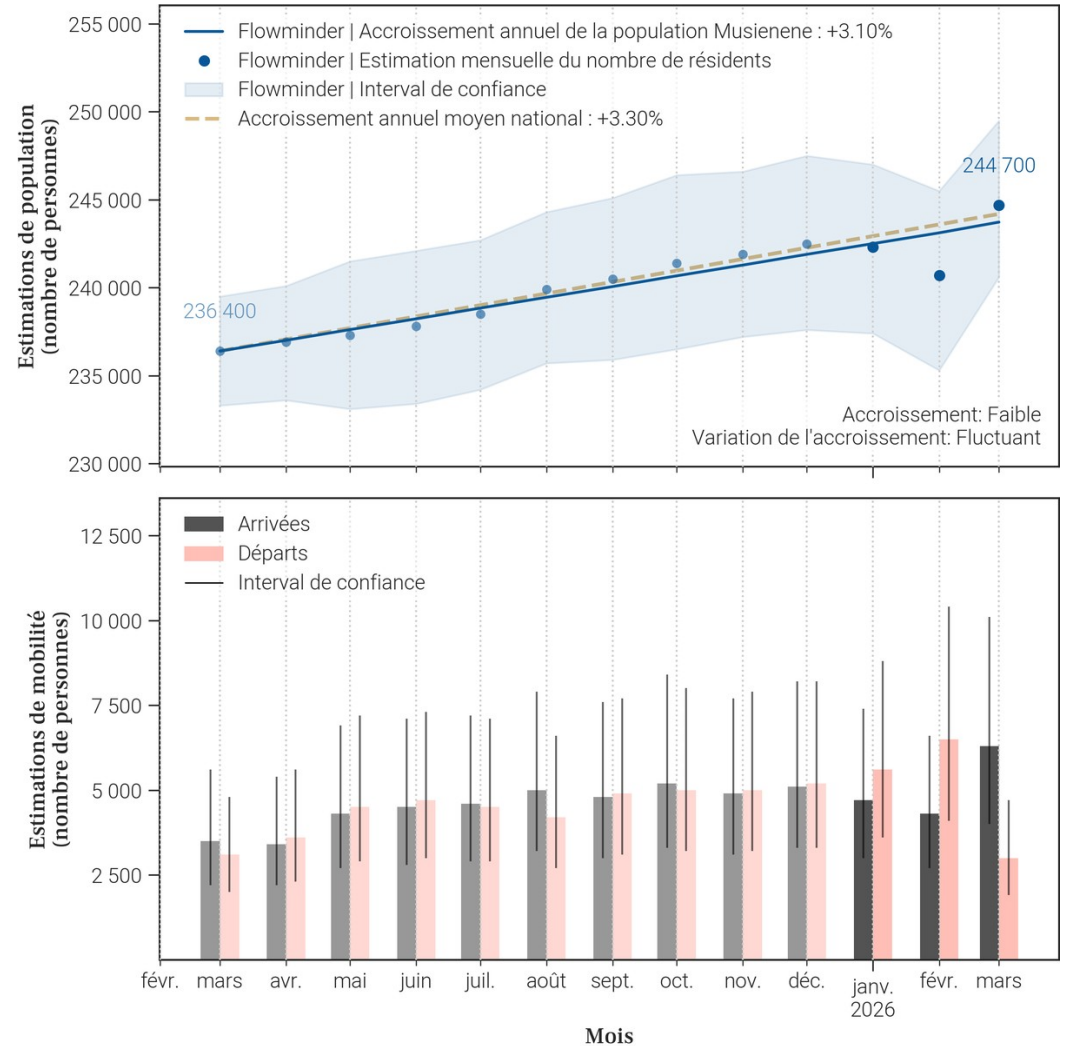 255 000
250 000
245 000
240 000
235 000
230 000
Estimations de population
(nombre de personnes)
Flowminder | Accroissement annuel de la population Musienene : +3.10%
Flowminder | Estimation mensuelle du nombre de résidents
Flowminder | Interval de confiance
Accroissement annuel moyen national : +3.30%
236 400
244 700
Accroissement: Faible
Variation de l'accroissement: Fluctuant
12 500
10 000
7 500
5 000
2 500
Estimations de mobilité
(nombre de personnes)
Arrivées
Départs
Interval de confiance
févr. mars avr. mai juin juil. août sept. oct. nov. déc. janv. févr. mars
2026
Mois